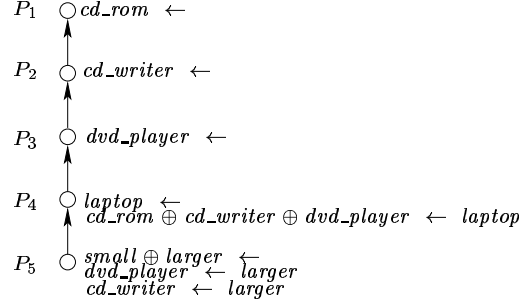 P₁ cd_rom ←
P₂ cd_writer ←
P₃ dvd_player ←
P₄ laptop ←
cd_rom ⊕ cd_writer ⊕ dvd_player ← laptop
small ⊕ larger ←
P₅ dvd_player ← larger
cd_writer ← larger